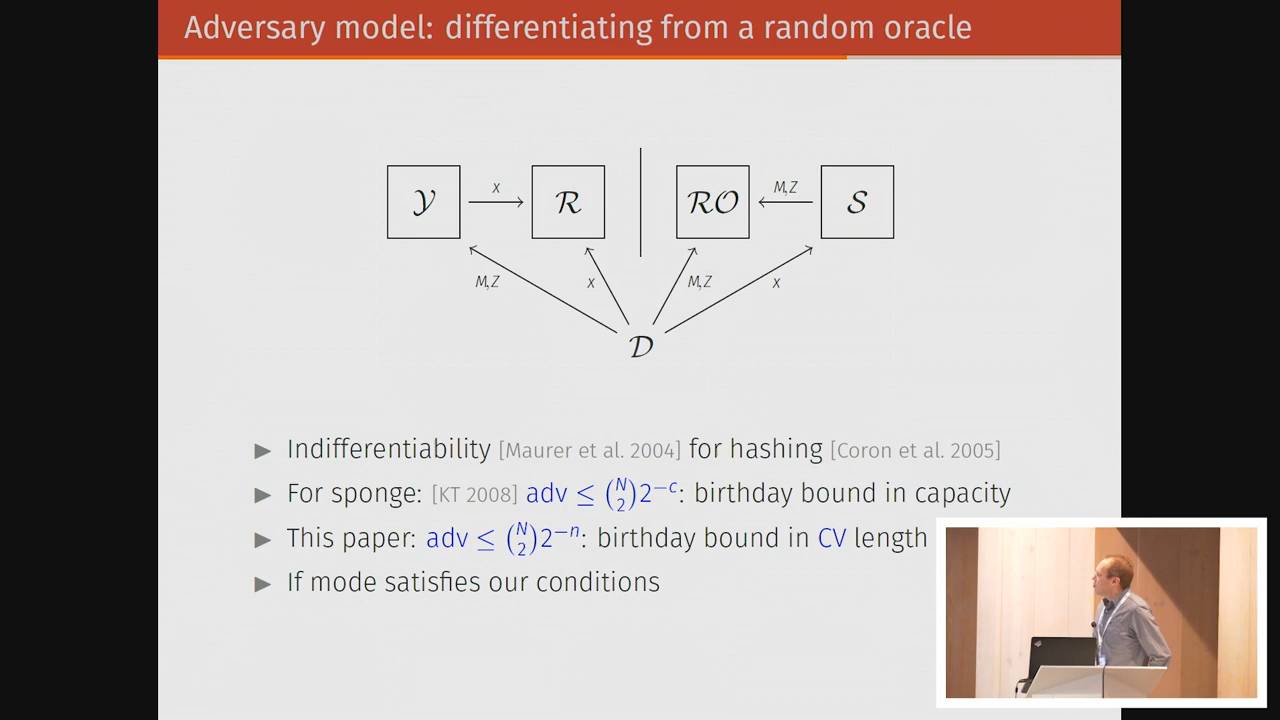 Adversary model: differentiating from a random oracle
𝒴 x ℛ ℛ𝒪 M,Z 𝒮
M,Z x M,Z x
𝒟
▶ Indifferentiability [Maurer et al. 2004] for hashing [Coron et al. 2005]
▶ For sponge: [KT 2008] adv ≤ (N 2)2⁻ᶜ: birthday bound in capacity
▶ This paper: adv ≤ (N 2)2⁻ⁿ: birthday bound in CV length
▶ If mode satisfies our conditions